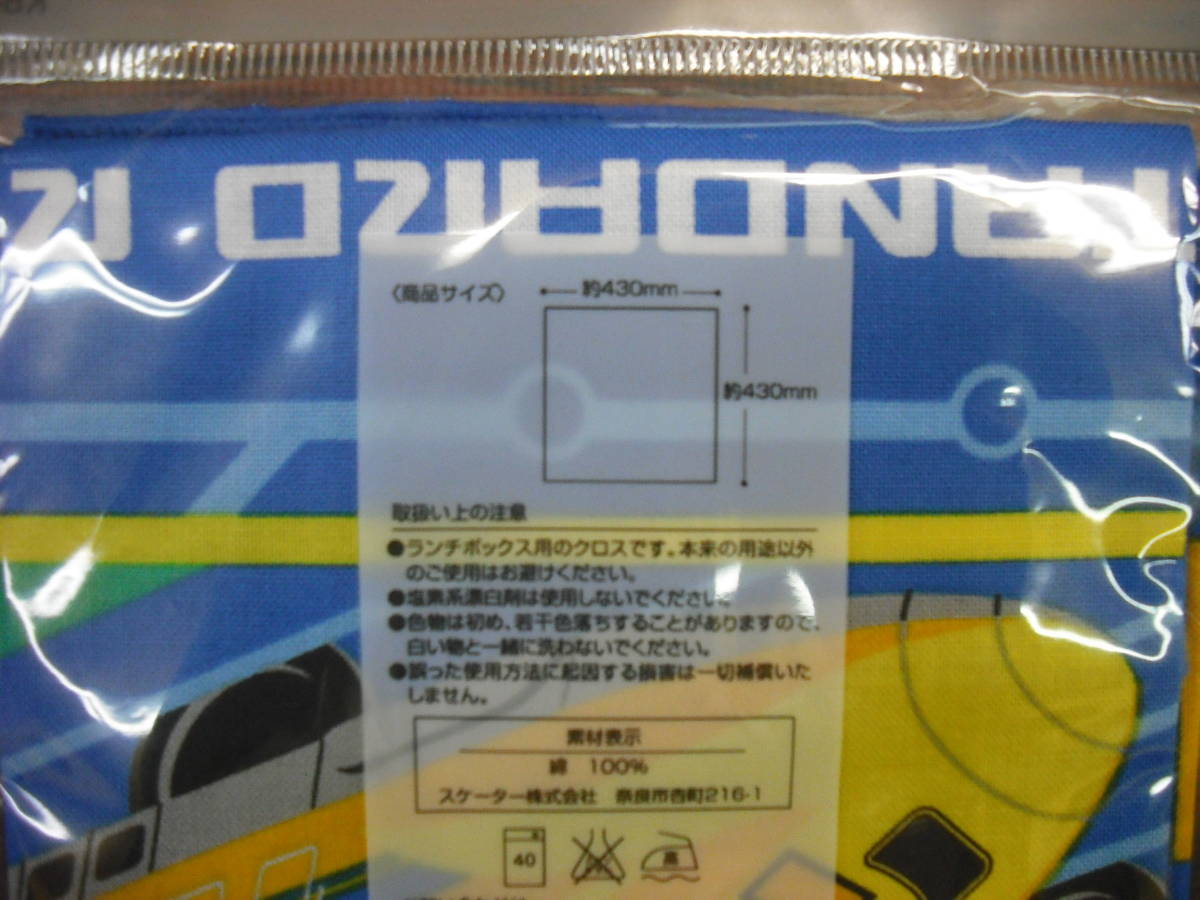 〈商品サイズ〉
約430mm
約430mm
取扱い上の注意
●ランチボックス用のクロスです。本来の用途以外
のご使用はお避けください。
●塩素系漂白剤は使用しないでください。
●色物は初め、若干色落ちすることがありますので、
白い物と一緒に洗わないでください。
●誤った使用方法に起因する損害は一切補償いた
しません。
素材表示
綿 100%
スケーター株式会社 奈良市杏町216-1
40
高